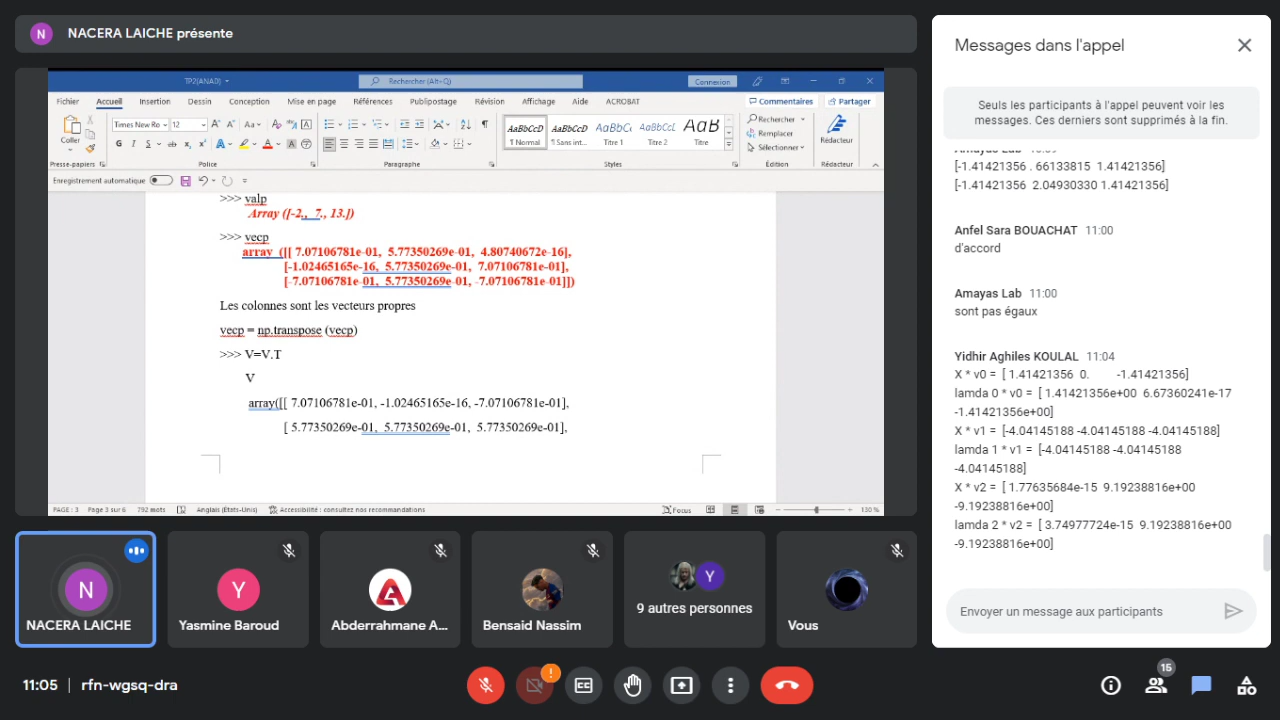 N
NACERA LAICHE présente
TP2(ANAD)
Rechercher (Alt+Q)
Connexion
Fichier Accueil Insertion Dessin Conception Mise en page Références Publipostage Révision Affichage Aide ACROBAT
Commentaires
Partager
Coller
Times New Ro
12
AaBbCcD
AaBbCcD
AaBbCc
AaBbCcL
AaB
¶ Normal
¶ Sans int...
Titre 1
Titre 2
Titre
Rechercher
Remplacer
Sélectionner
Rédacteur
Presse-papiers
Police
Paragraphe
Styles
Édition
Rédacteur
Enregistrement automatique
>>> valp
Array ([-2., 7., 13.])
>>> vecp
array ([[ 7.07106781e-01, 5.77350269e-01, 4.80740672e-16],
[-1.02465165e-16, 5.77350269e-01, 7.07106781e-01],
[-7.07106781e-01, 5.77350269e-01, -7.07106781e-01]])
Les colonnes sont les vecteurs propres
vecp = np.transpose (vecp)
>>> V=V.T
V
array([[ 7.07106781e-01, -1.02465165e-16, -7.07106781e-01],
[ 5.77350269e-01, 5.77350269e-01, 5.77350269e-01],
PAGE : 3 Page 3 sur 6 792 mots Anglais (États-Unis) Accessibilité : consultez nos recommandations
Focus
130 %
N
NACERA LAICHE
Y
Yasmine Baroud
Abderrahmane A...
Bensaid Nassim
Y
9 autres personnes
Vous
11:05 | rfn-wgsq-dra
!
CC
15
Messages dans l'appel
Seuls les participants à l'appel peuvent voir les
messages. Ces derniers sont supprimés à la fin.
Amayas Lab
[-1.41421356 . 66133815 1.41421356]
[-1.41421356 2.04930330 1.41421356]
Anfel Sara BOUACHAT 11:00
d'accord
Amayas Lab 11:00
sont pas égaux
Yidhir Aghiles KOULAL 11:04
X * v0 = [ 1.41421356 0. -1.41421356]
lamda 0 * v0 = [ 1.41421356e+00 6.67360241e-17
-1.41421356e+00]
X * v1 = [-4.04145188 -4.04145188 -4.04145188]
lamda 1 * v1 = [-4.04145188 -4.04145188
-4.04145188]
X * v2 = [ 1.77635684e-15 9.19238816e+00
-9.19238816e+00]
lamda 2 * v2 = [ 3.74977724e-15 9.19238816e+00
-9.19238816e+00]
Envoyer un message aux participants